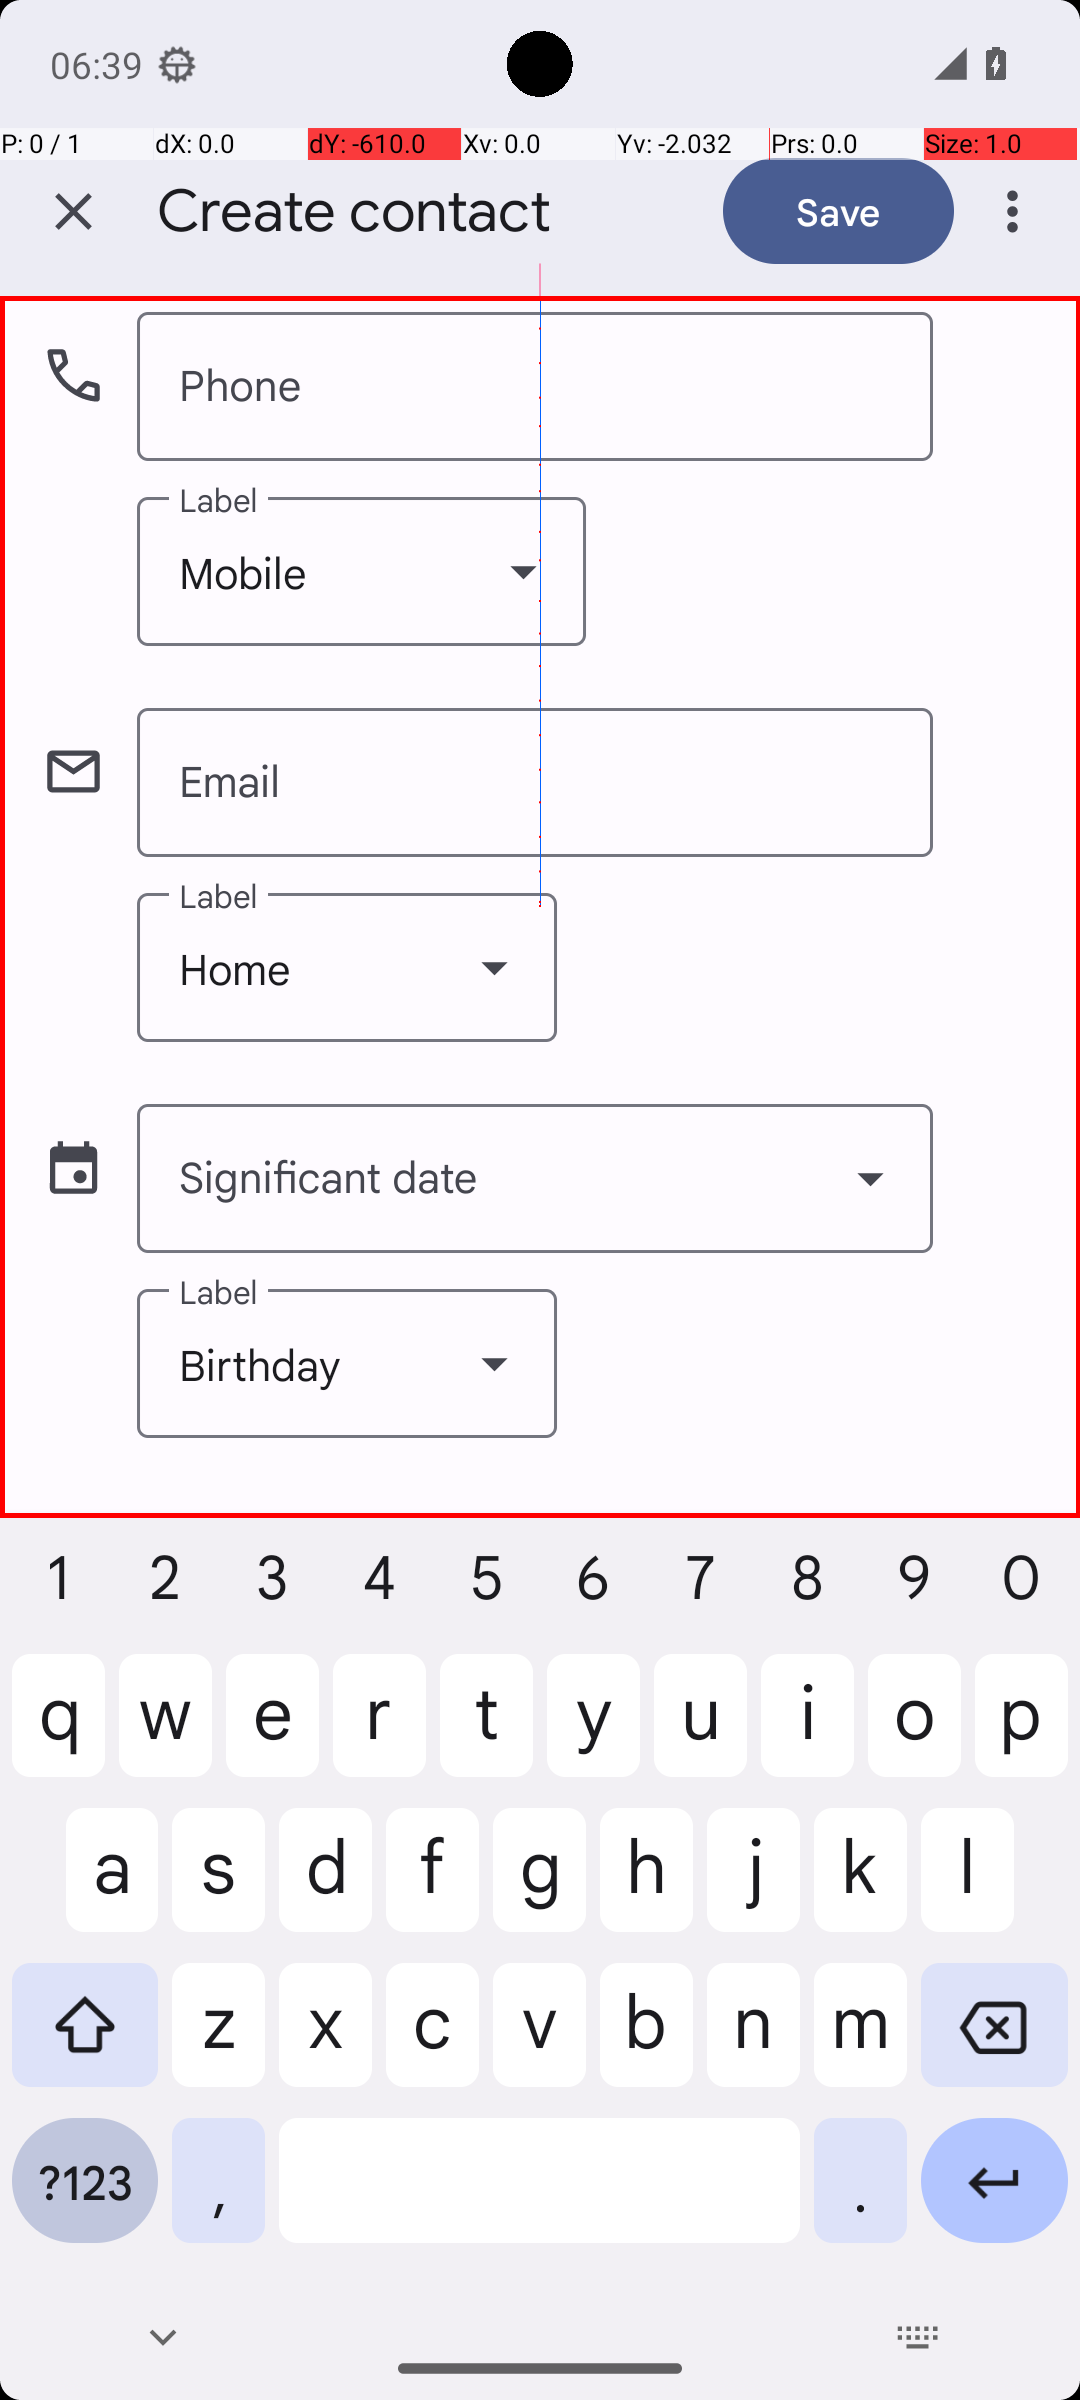 06:39
P: 0 / 1 dX: 0.0 dY: -610.0 Xv: 0.0 Yv: -2.032 Prs: 0.0 Size: 1.0
Create contact Save
Phone
Label
Mobile
Email
Label
Home
Significant date
Label
Birthday
1 2 3 4 5 6 7 8 9 0
q w e r t y u i o p
a s d f g h j k l
z x c v b n m
?123 , .